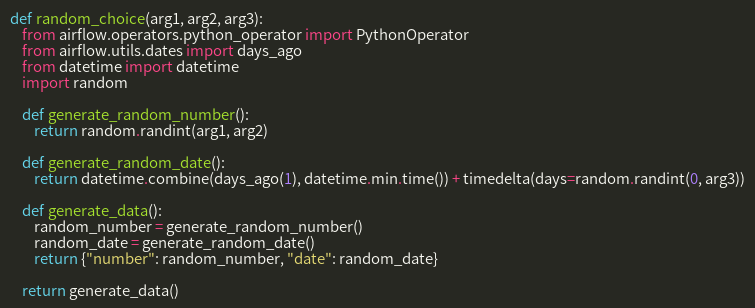 def random_choice(arg1, arg2, arg3):
from airflow.operators.python_operator import PythonOperator
from airflow.utils.dates import days_ago
from datetime import datetime
import random
def generate_random_number():
return random.randint(arg1, arg2)
def generate_random_date():
return datetime.combine(days_ago(1), datetime.min.time()) + timedelta(days=random.randint(0, arg3))
def generate_data():
random_number = generate_random_number()
random_date = generate_random_date()
return {"number": random_number, "date": random_date}
return generate_data()